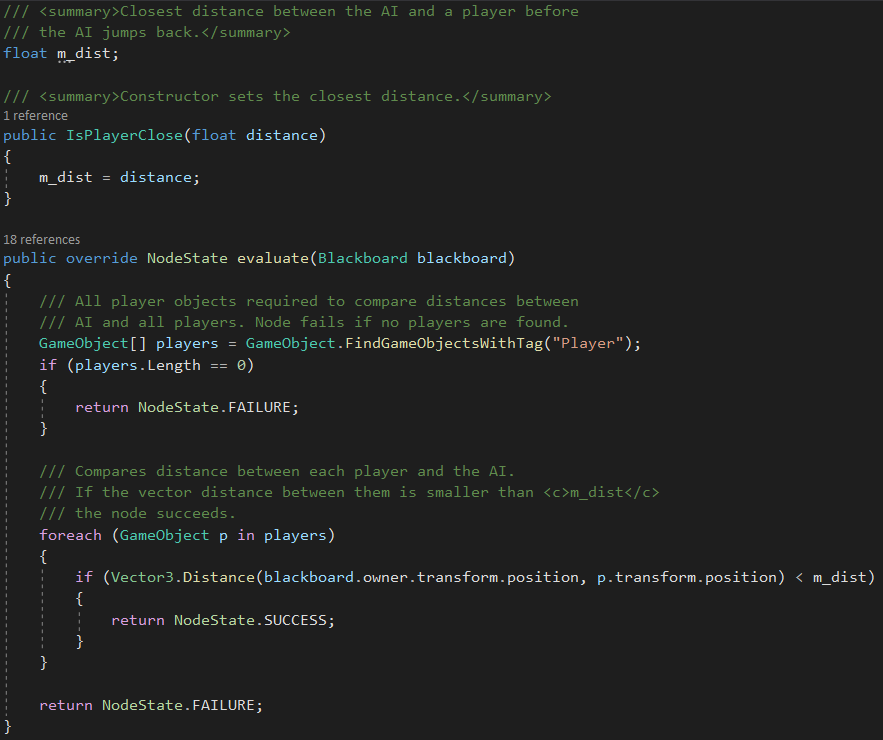 /// <summary>Closest distance between the AI and a player before
/// the AI jumps back.</summary>
float m_dist;
/// <summary>Constructor sets the closest distance.</summary>
1 reference
public IsPlayerClose(float distance)
{
    m_dist = distance;
}
18 references
public override NodeState evaluate(Blackboard blackboard)
{
    /// All player objects required to compare distances between
    /// AI and all players. Node fails if no players are found.
    GameObject[] players = GameObject.FindGameObjectsWithTag("Player");
    if (players.Length == 0)
    {
        return NodeState.FAILURE;
    }
    /// Compares distance between each player and the AI.
    /// If the vector distance between them is smaller than <c>m_dist</c>
    /// the node succeeds.
    foreach (GameObject p in players)
    {
        if (Vector3.Distance(blackboard.owner.transform.position, p.transform.position) < m_dist)
        {
            return NodeState.SUCCESS;
        }
    }
    return NodeState.FAILURE;
}